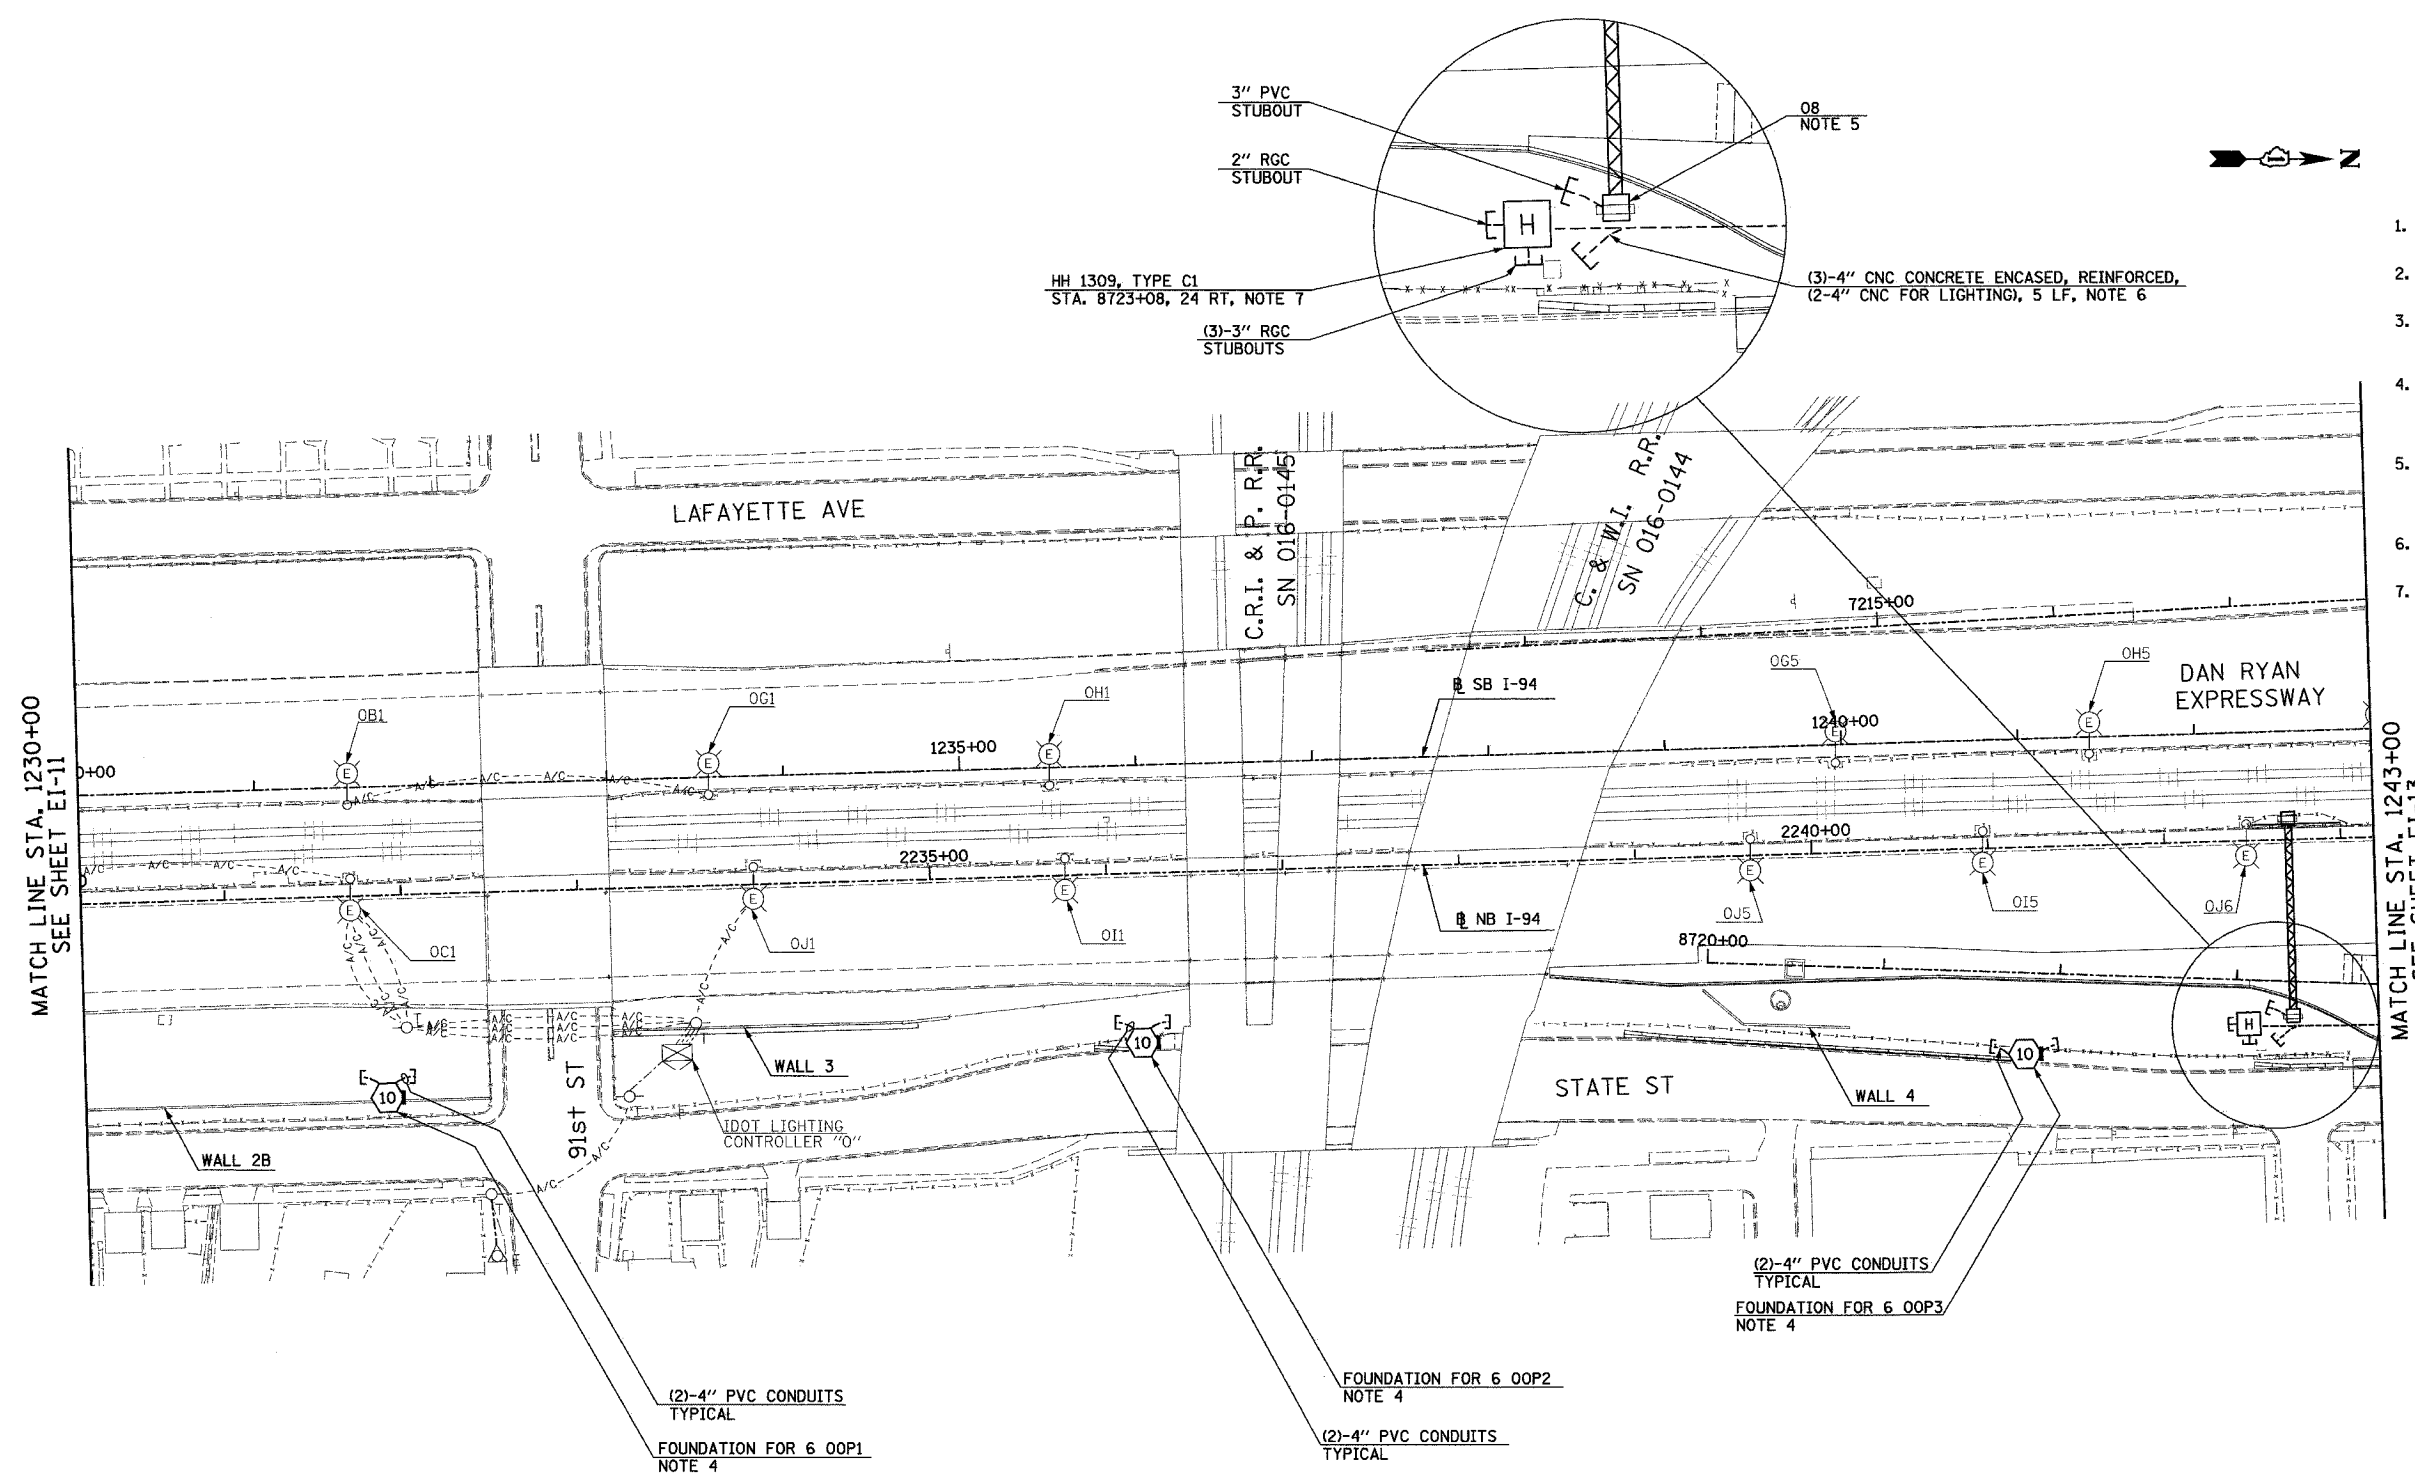 3" PVC
STUBOUT
2" RGC
STUBOUT
HH 1309, TYPE C1
STA. 8723+08, 24 RT, NOTE 7
(3)-3" RGC
STUBOUTS
H
O8
NOTE 5
(3)-4" CNC CONCRETE ENCASED, REINFORCED,
(2-4" CNC FOR LIGHTING), 5 LF, NOTE 6
N
1.
2.
3.
4.
5.
6.
7.
MATCH LINE STA. 1230+00
SEE SHEET EI-11
LAFAYETTE AVE
C.R.I. & P. R.R.
SN 016-0145
C. & W.I. R.R.
SN 016-0144
7215+00
DAN RYAN
EXPRESSWAY
OB1
OG1
OH1
OG5
OH5
℄ SB I-94
0+00
1235+00
1240+00
E
E
E
E
E
A/C
A/C
A/C
A/C
A/C
A/C
2235+00
2240+00
A/C
A/C
A/C
A/C
A/C
E
E
E
E
E
E
OC1
OJ1
OI1
℄ NB I-94
OJ5
OI5
OJ6
8720+00
A/C
A/C
A/C
A/C
A/C
A/C
A/C
A/C
WALL 3
10
10
10
H
WALL 2B
91st ST
IDOT LIGHTING
CONTROLLER "O"
STATE ST
WALL 4
A/C
A/C
MATCH LINE STA. 1243+00
(2)-4" PVC CONDUITS
TYPICAL
FOUNDATION FOR 6 OOP3
NOTE 4
(2)-4" PVC CONDUITS
TYPICAL
FOUNDATION FOR 6 OOP1
NOTE 4
FOUNDATION FOR 6 OOP2
NOTE 4
(2)-4" PVC CONDUITS
TYPICAL